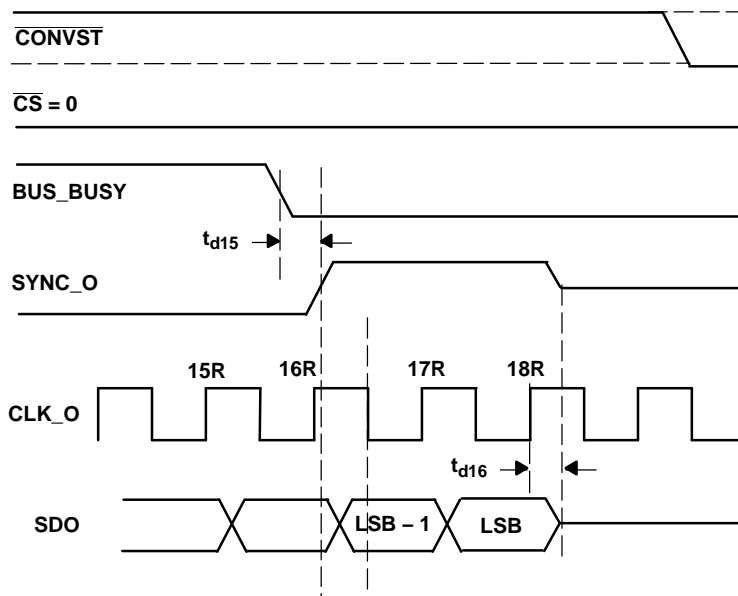 CONVST
CS = 0
BUS_BUSY
td15
SYNC_O
15R 16R 17R 18R
CLK_O
td16
SDO
LSB – 1 LSB